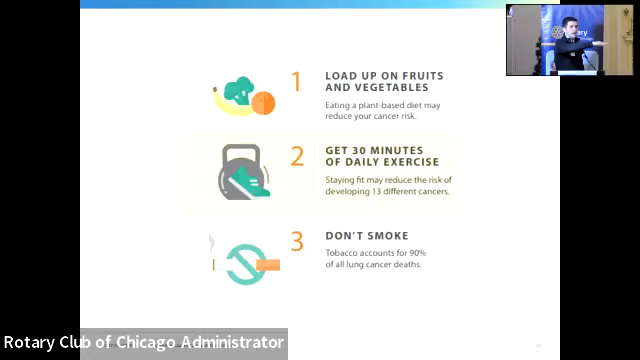 1
LOAD UP ON FRUITS
AND VEGETABLES
Eating a plant-based diet may
reduce your cancer risk.
2
GET 30 MINUTES
OF DAILY EXERCISE
Staying fit may reduce the risk of
developing 13 different cancers.
3
DON'T SMOKE
Tobacco accounts for 90%
of all lung cancer deaths.
Rotary Club of Chicago Administrator